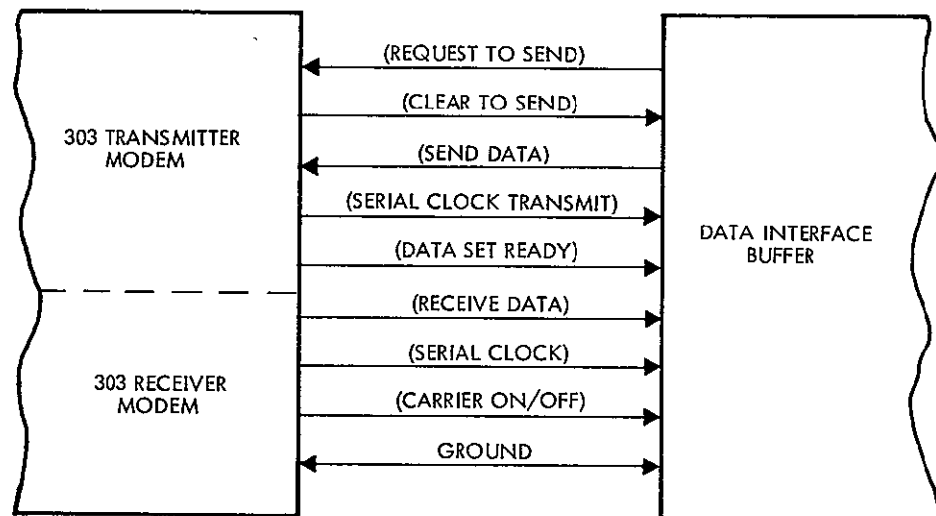 (REQUEST TO SEND)
(CLEAR TO SEND)
303 TRANSMITTER
MODEM
(SEND DATA)
(SERIAL CLOCK TRANSMIT)
DATA INTERFACE
BUFFER
(DATA SET READY)
(RECEIVE DATA)
(SERIAL CLOCK)
303 RECEIVER
MODEM
(CARRIER ON/OFF)
GROUND